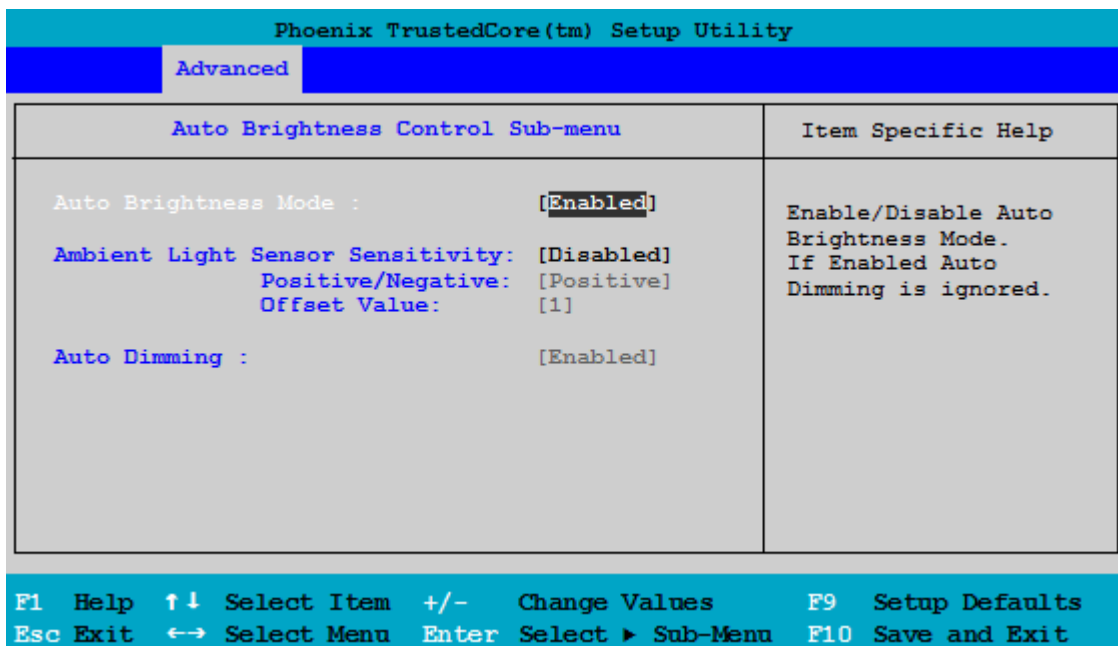 Phoenix TrustedCore(tm) Setup Utility
Advanced
Auto Brightness Control Sub-menu
Item Specific Help
Auto Brightness Mode : [Enabled]
Ambient Light Sensor Sensitivity: [Disabled]
Positive/Negative: [Positive]
Offset Value: [1]
Auto Dimming : [Enabled]
Enable/Disable Auto
Brightness Mode.
If Enabled Auto
Dimming is ignored.
F1 Help ↑↓ Select Item +/- Change Values F9 Setup Defaults
Esc Exit ←→ Select Menu Enter Select ▶ Sub-Menu F10 Save and Exit